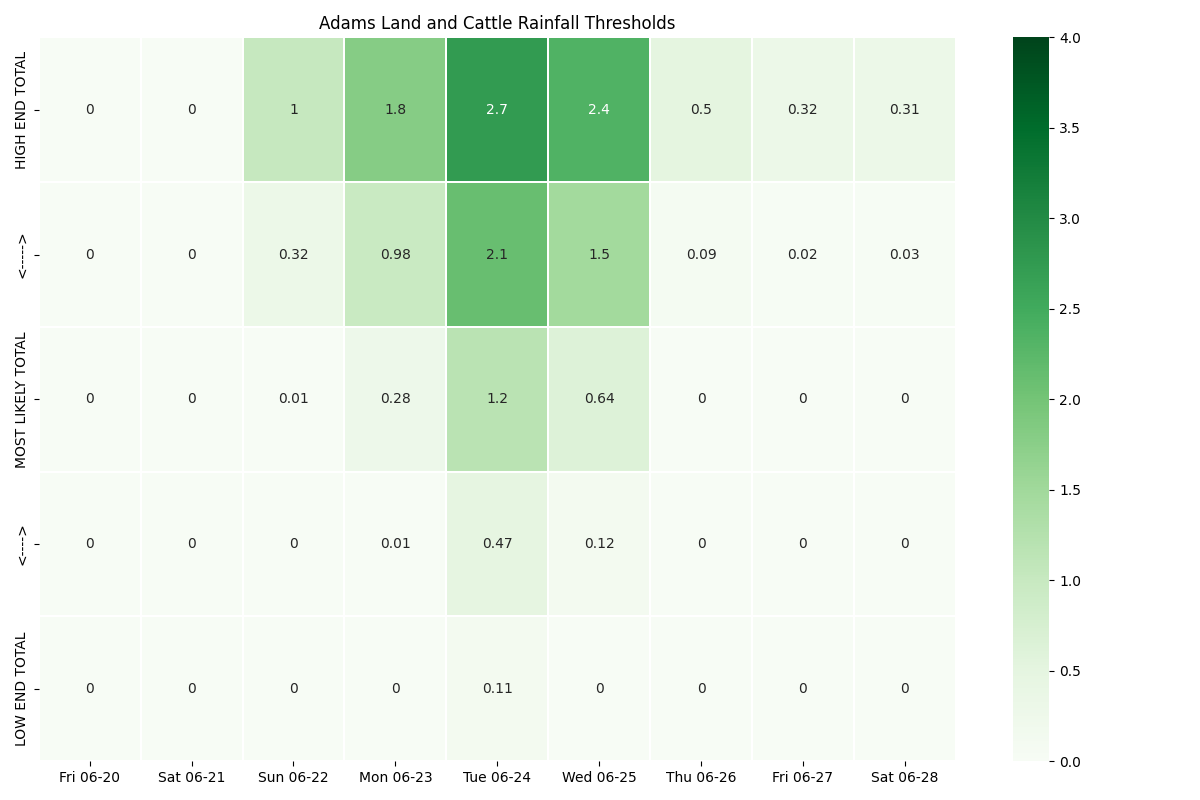 Adams Land and Cattle Rainfall Thresholds
HIGH END TOTAL
0 0 1 1.8 2.7 2.4 0.5 0.32 0.31
<----->
0 0 0.32 0.98 2.1 1.5 0.09 0.02 0.03
MOST LIKELY TOTAL
0 0 0.01 0.28 1.2 0.64 0 0 0
<---->
0 0 0 0.01 0.47 0.12 0 0 0
LOW END TOTAL
0 0 0 0 0.11 0 0 0 0
Fri 06-20 Sat 06-21 Sun 06-22 Mon 06-23 Tue 06-24 Wed 06-25 Thu 06-26 Fri 06-27 Sat 06-28
4.0
3.5
3.0
2.5
2.0
1.5
1.0
0.5
0.0